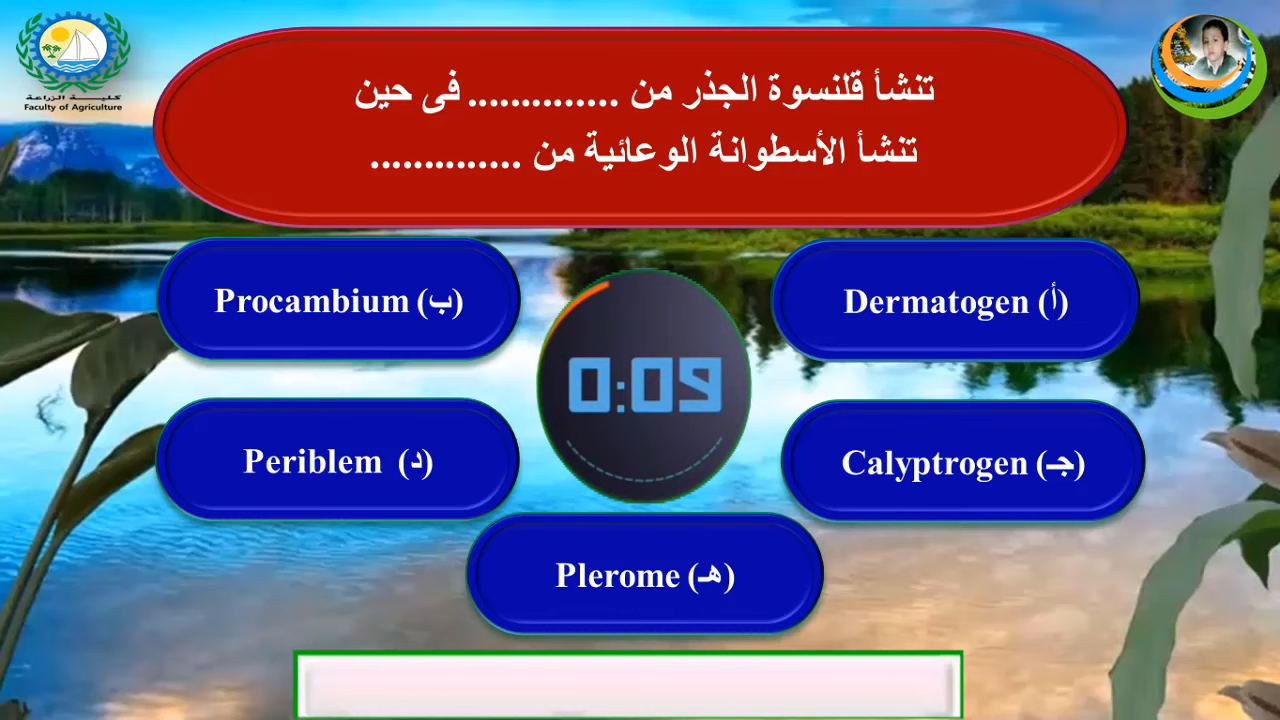 كليــة الزراعة
Faculty of Agriculture
تنشأ قلنسوة الجذر من .............. فى حين
تنشأ الأسطوانة الوعائية من ..............
(أ) Dermatogen
(ب) Procambium
0:09
(جـ) Calyptrogen
(د) Periblem
(هـ) Plerome